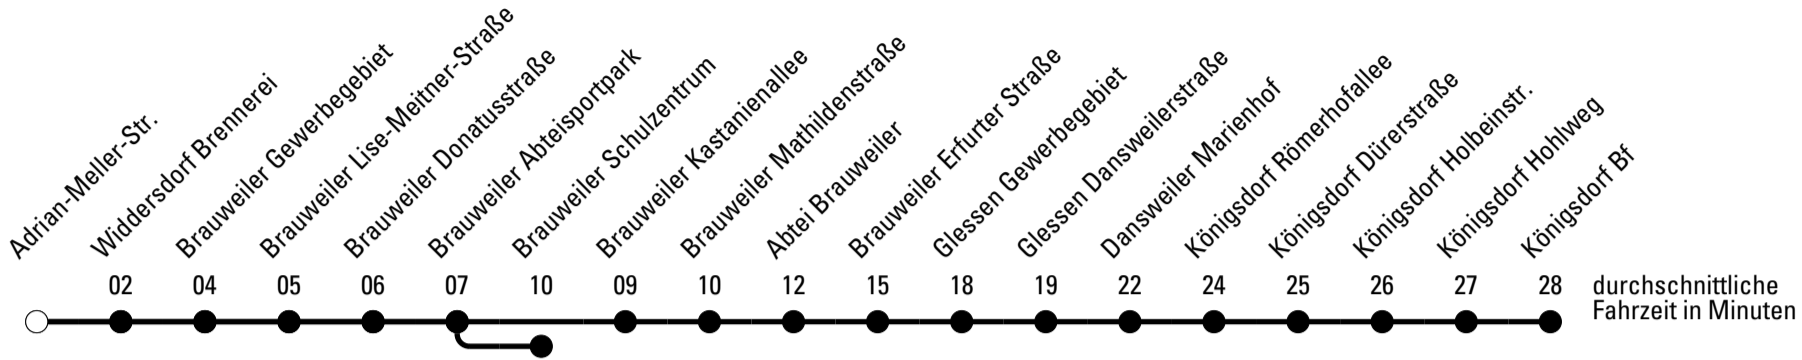 Adrian-Meller-Str.
Widdersdorf Brennerei
Brauweiler Gewerbegebiet
Brauweiler Lise-Meitner-Straße
Brauweiler Donatusstraße
Brauweiler Abteisportpark
Brauweiler Schulzentrum
Brauweiler Kastanienallee
Brauweiler Mathildenstraße
Abtei Brauweiler
Brauweiler Erfurter Straße
Glessen Gewerbegebiet
Glessen Dansweilerstraße
Dansweiler Marienhof
Königsdorf Römerhofallee
Königsdorf Dürerstraße
Königsdorf Holbeinstr.
Königsdorf Hohlweg
Königsdorf Bf
02 04 05 06 07 10 09 10 12 15 18 19 22 24 25 26 27 28
durchschnittliche
Fahrzeit in Minuten